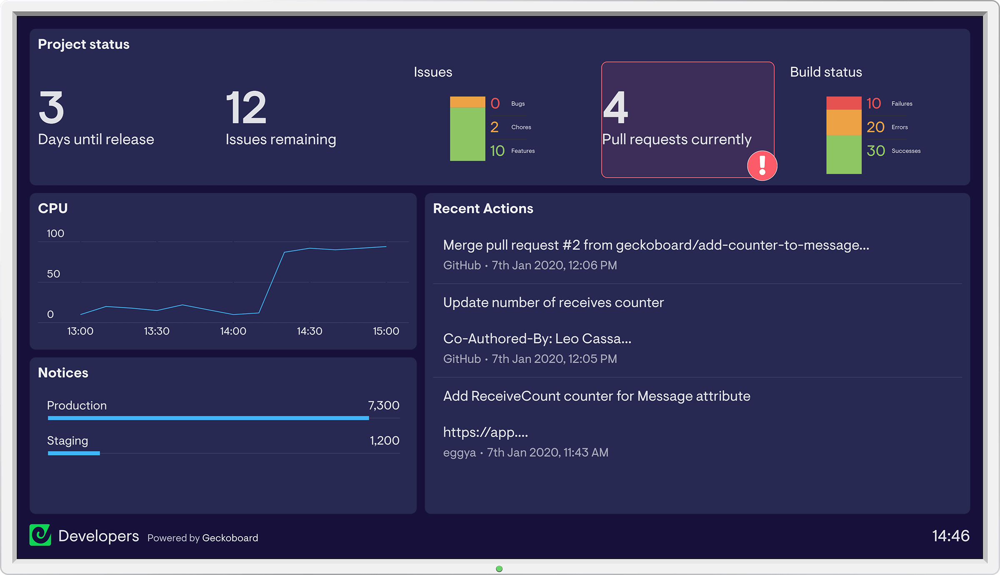 Project status
3
Days until release
12
Issues remaining
Issues
0 Bugs
2 Chores
10 Features
4
Pull requests currently
!
Build status
10 Failures
20 Errors
30 Successes
CPU
100
50
0
13:00 13:30 14:00 14:30 15:00
Notices
Production 7,300
Staging 1,200
Recent Actions
Merge pull request #2 from geckoboard/add-counter-to-message...
GitHub • 7th Jan 2020, 12:06 PM
Update number of receives counter
Co-Authored-By: Leo Cassa...
GitHub • 7th Jan 2020, 12:05 PM
Add ReceiveCount counter for Message attribute
https://app....
eggya • 7th Jan 2020, 11:43 AM
Developers Powered by Geckoboard
14:46